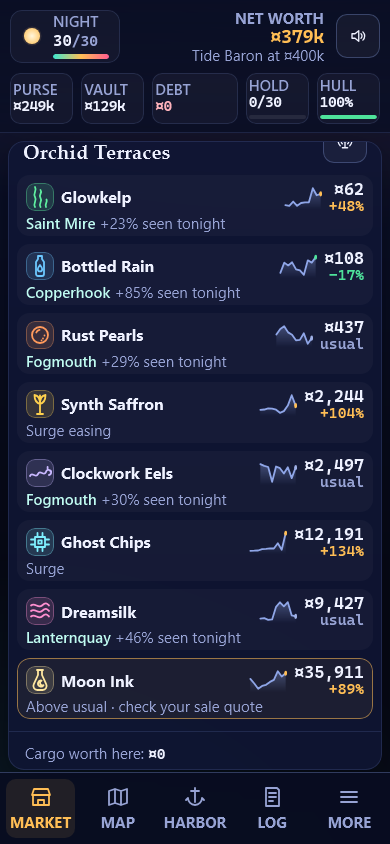 NIGHT
30/30
NET WORTH
¤379k
Tide Baron at ¤400k
PURSE
¤249k
VAULT
¤129k
DEBT
¤0
HOLD
0/30
HULL
100%
Orchid Terraces
Glowkelp
¤62
+48%
Saint Mire +23% seen tonight
Bottled Rain
¤108
−17%
Copperhook +85% seen tonight
Rust Pearls
¤437
usual
Fogmouth +29% seen tonight
Synth Saffron
¤2,244
+104%
Surge easing
Clockwork Eels
¤2,497
usual
Fogmouth +30% seen tonight
Ghost Chips
¤12,191
+134%
Surge
Dreamsilk
¤9,427
usual
Lanternquay +46% seen tonight
Moon Ink
¤35,911
+89%
Above usual · check your sale quote
Cargo worth here: ¤0
MARKET
MAP
HARBOR
LOG
MORE